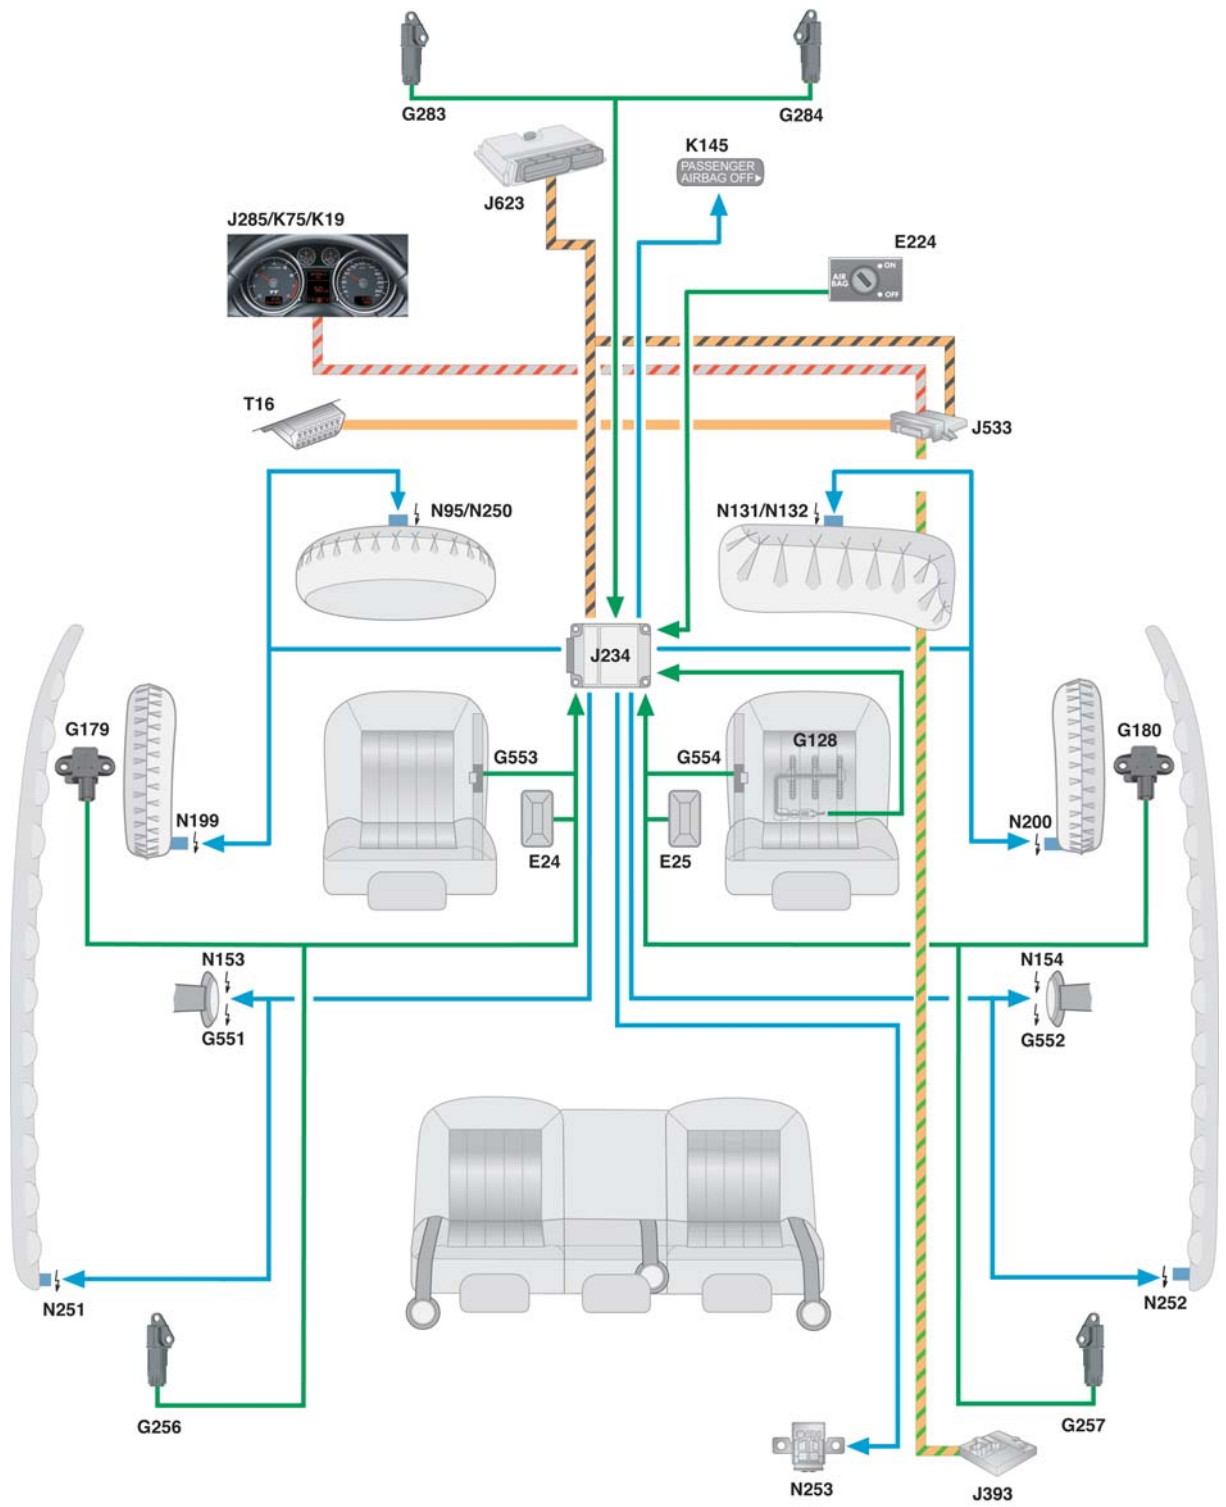 G283
G284
K145
PASSENGER
AIRBAG OFF
J623
J285/K75/K19
E224
AIR
BAG
ON
OFF
T16
J533
N95/N250
N131/N132
J234
G179
G553
G554
G128
G180
N199
E24
E25
N200
N153
N154
G551
G552
N251
N252
G256
G257
N253
J393